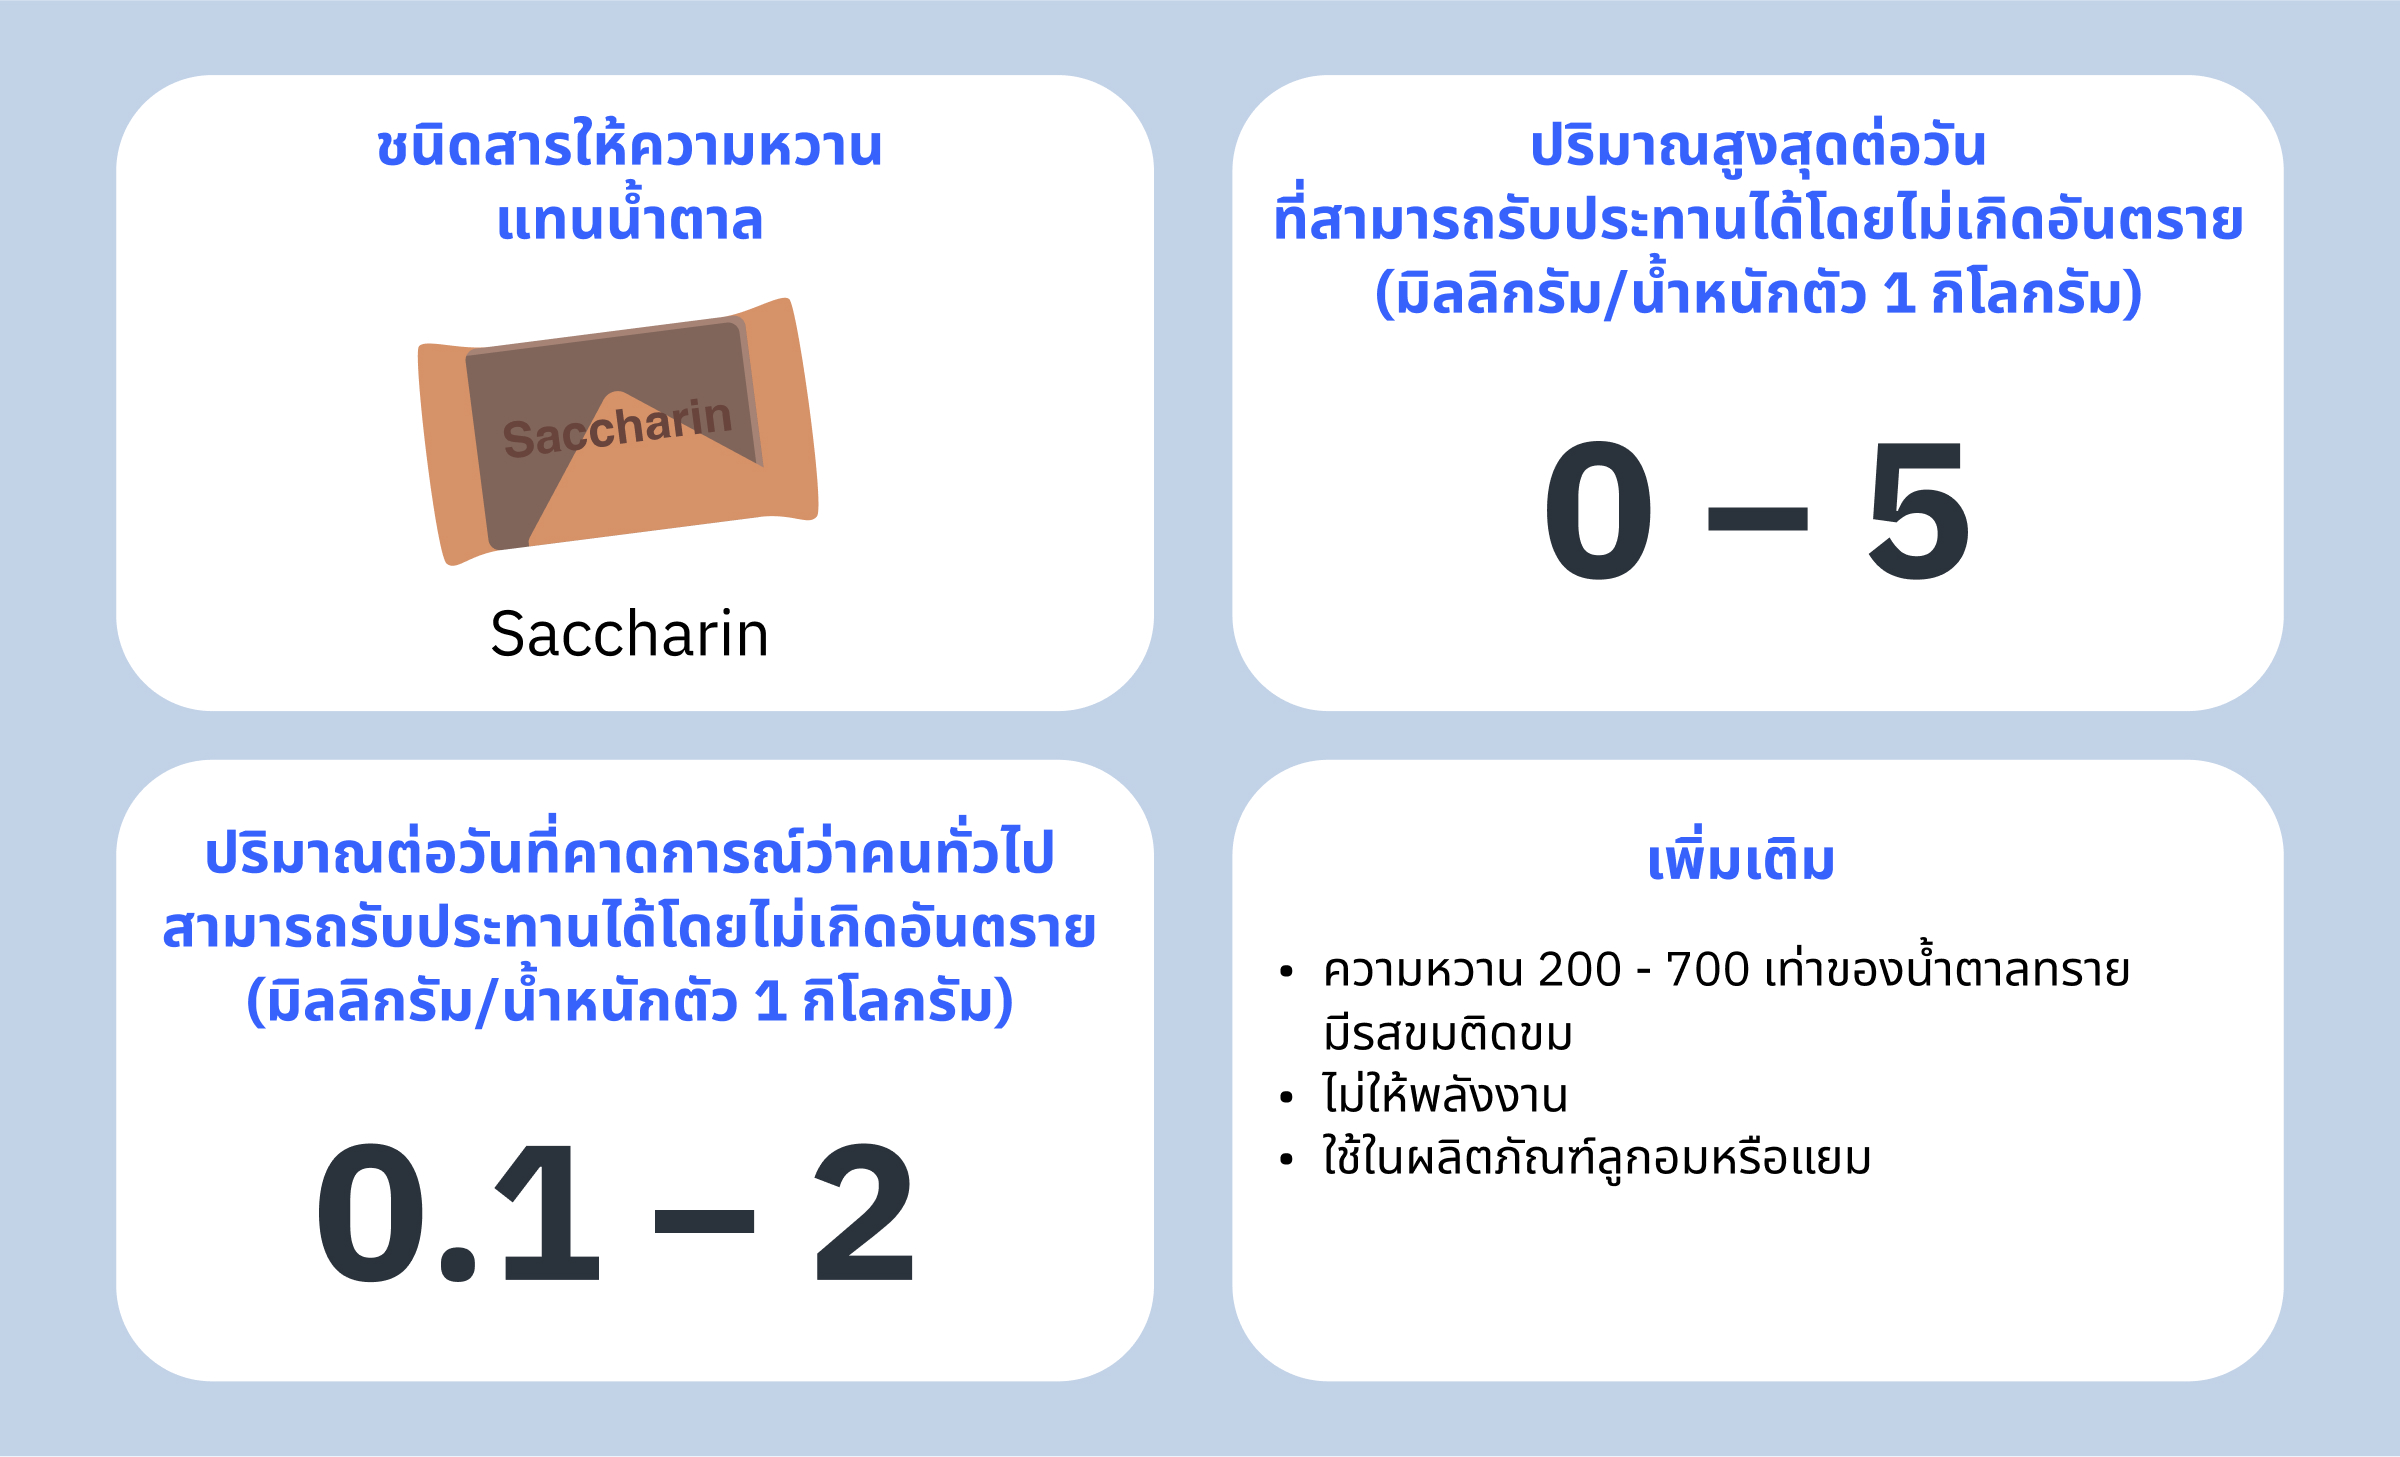 ชนิดสารให้ความหวาน
แทนน้ำตาล
Saccharin
Saccharin
ปริมาณสูงสุดต่อวัน
ที่สามารถรับประทานได้โดยไม่เกิดอันตราย
(มิลลิกรัม/น้ำหนักตัว 1 กิโลกรัม)
0 – 5
ปริมาณต่อวันที่คาดการณ์ว่าคนทั่วไป
สามารถรับประทานได้โดยไม่เกิดอันตราย
(มิลลิกรัม/น้ำหนักตัว 1 กิโลกรัม)
0.1 – 2
เพิ่มเติม
• ความหวาน 200 - 700 เท่าของน้ำตาลทราย
มีรสขมติดขม
• ไม่ให้พลังงาน
• ใช้ในผลิตภัณฑ์ลูกอมหรือแยม